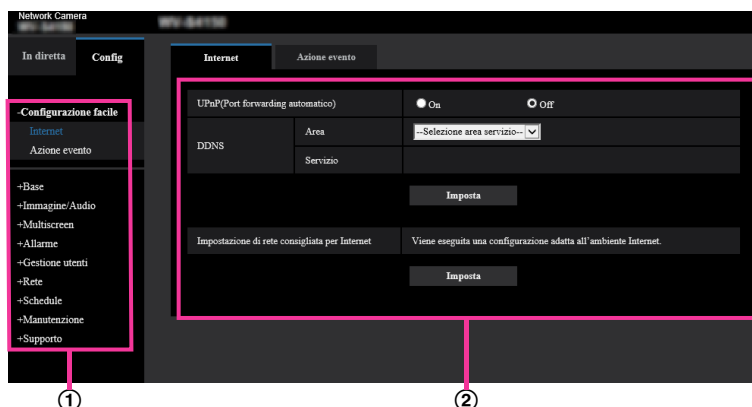 Network Camera
In diretta
Config
-Configurazione facile
Internet
Azione evento
+Base
+Immagine/Audio
+Multiscreen
+Allarme
+Gestione utenti
+Rete
+Schedule
+Manutenzione
+Supporto
①
Internet
Azione evento
UPnP(Port forwarding automatico)
On
Off
DDNS
Area
--Selezione area servizio--
Servizio
Imposta
Impostazione di rete consigliata per Internet
Viene eseguita una configurazione adatta all'ambiente Internet.
Imposta
②